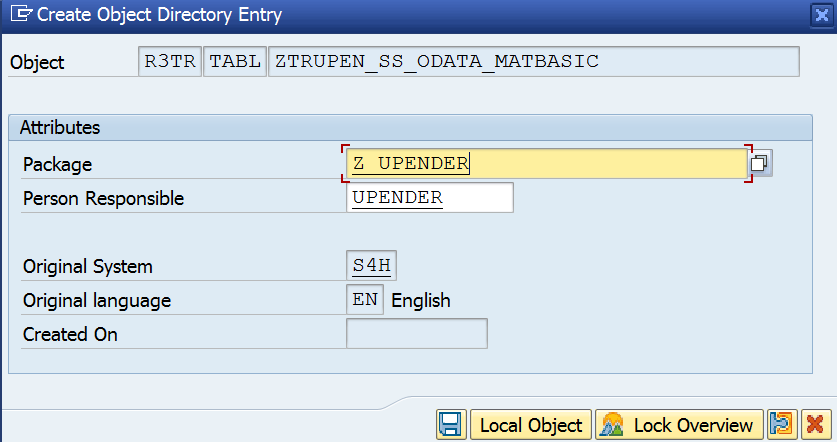 Create Object Directory Entry
Object R3TR TABL ZTRUPEN_SS_ODATA_MATBASIC
Attributes
Package Z_UPENDER
Person Responsible UPENDER
Original System S4H
Original language EN English
Created On
Local Object Lock Overview